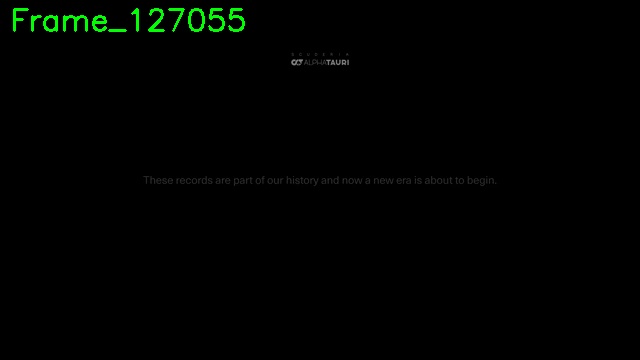 Frame_127055
SCUDERIA
ALPHATAURI
These records are part of our history and now a new era is about to begin.